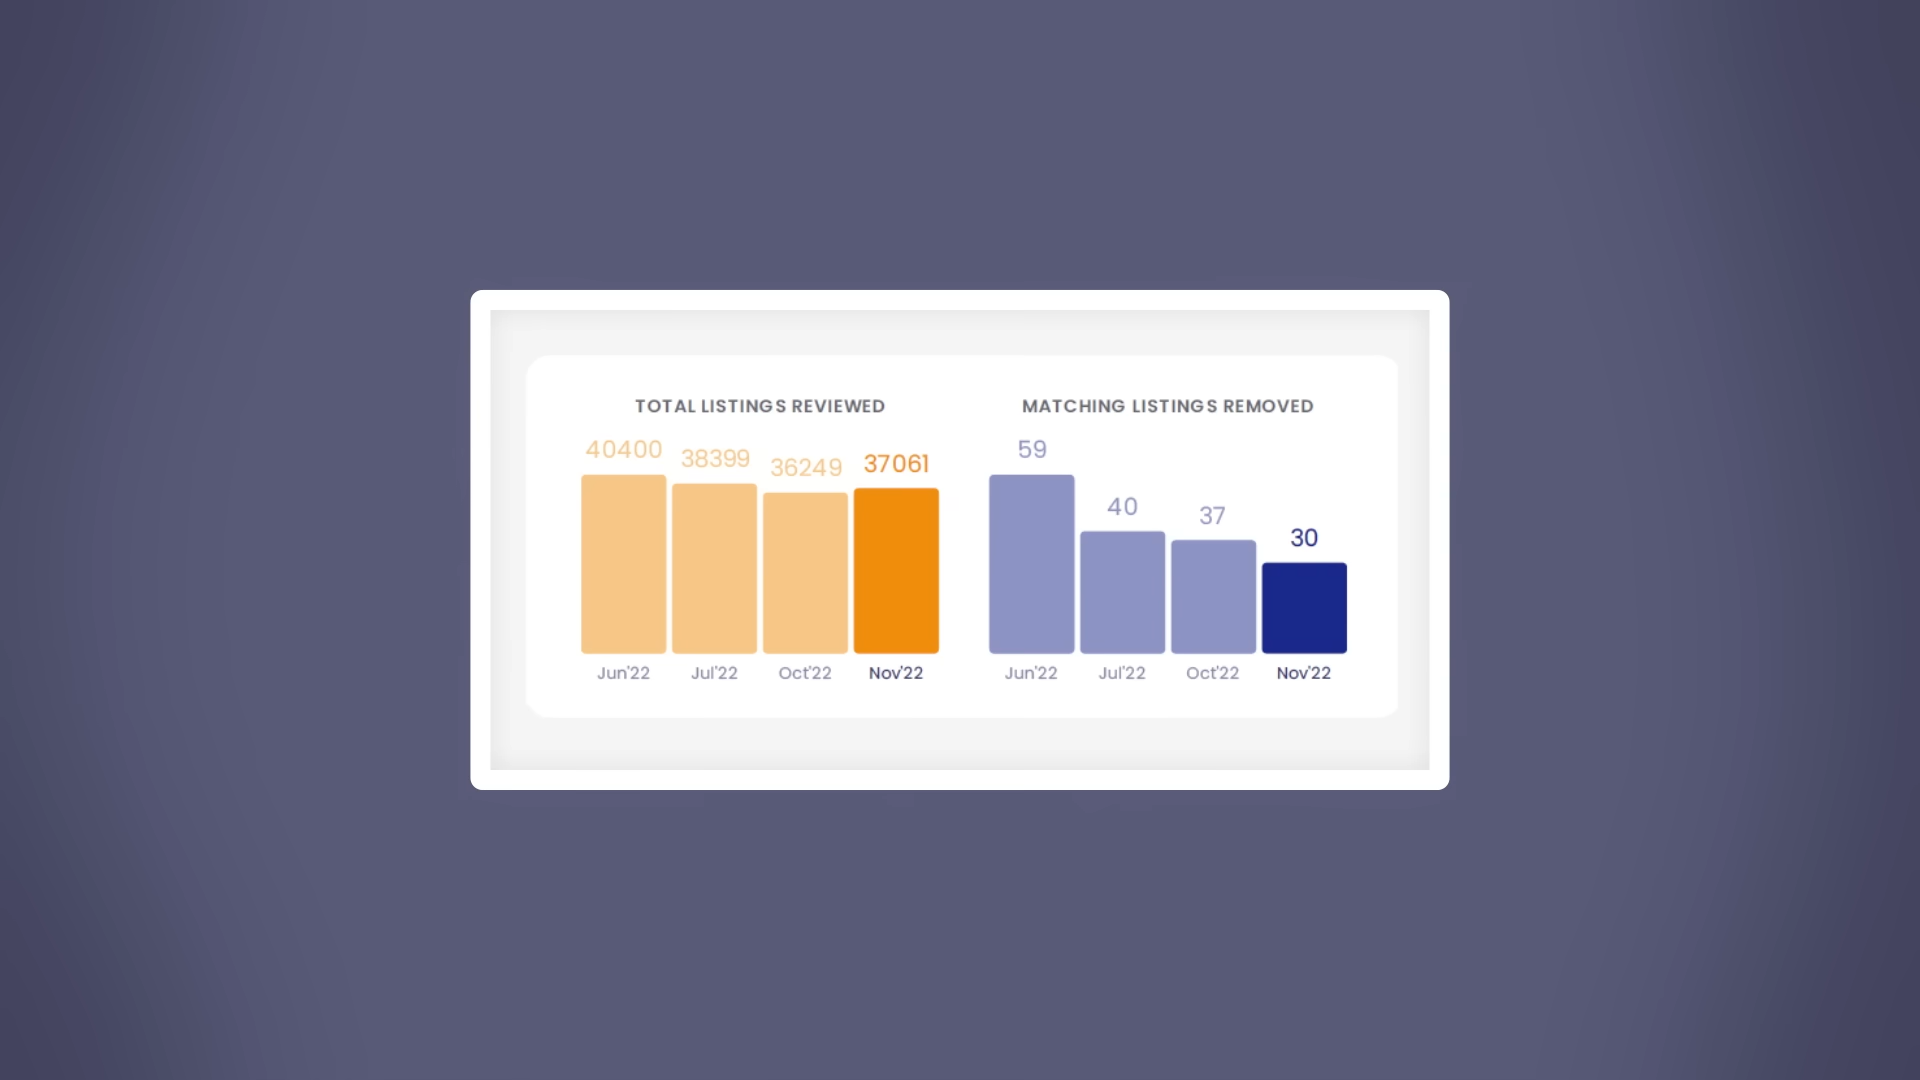 TOTAL LISTINGS REVIEWED
40400 38399 36249 37061
Jun'22 Jul'22 Oct'22 Nov'22
MATCHING LISTINGS REMOVED
59 40 37 30
Jun'22 Jul'22 Oct'22 Nov'22